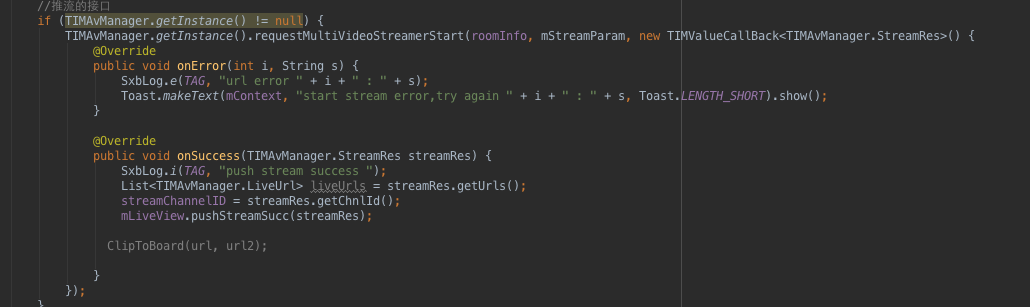 //推流的接口
if (TIMAvManager.getInstance() != null) {
TIMAvManager.getInstance().requestMultiVideoStreamerStart(roomInfo, mStreamParam, new TIMValueCallBack<TIMAvManager.StreamRes>() {
@Override
public void onError(int i, String s) {
SxbLog.e(TAG, "url error " + i + " : " + s);
Toast.makeText(mContext, "start stream error,try again " + i + " : " + s, Toast.LENGTH_SHORT).show();
}
@Override
public void onSuccess(TIMAvManager.StreamRes streamRes) {
SxbLog.i(TAG, "push stream success ");
List<TIMAvManager.LiveUrl> liveUrls = streamRes.getUrls();
streamChannelID = streamRes.getChnlId();
mLiveView.pushStreamSucc(streamRes);
ClipToBoard(url, url2);
}
});
}